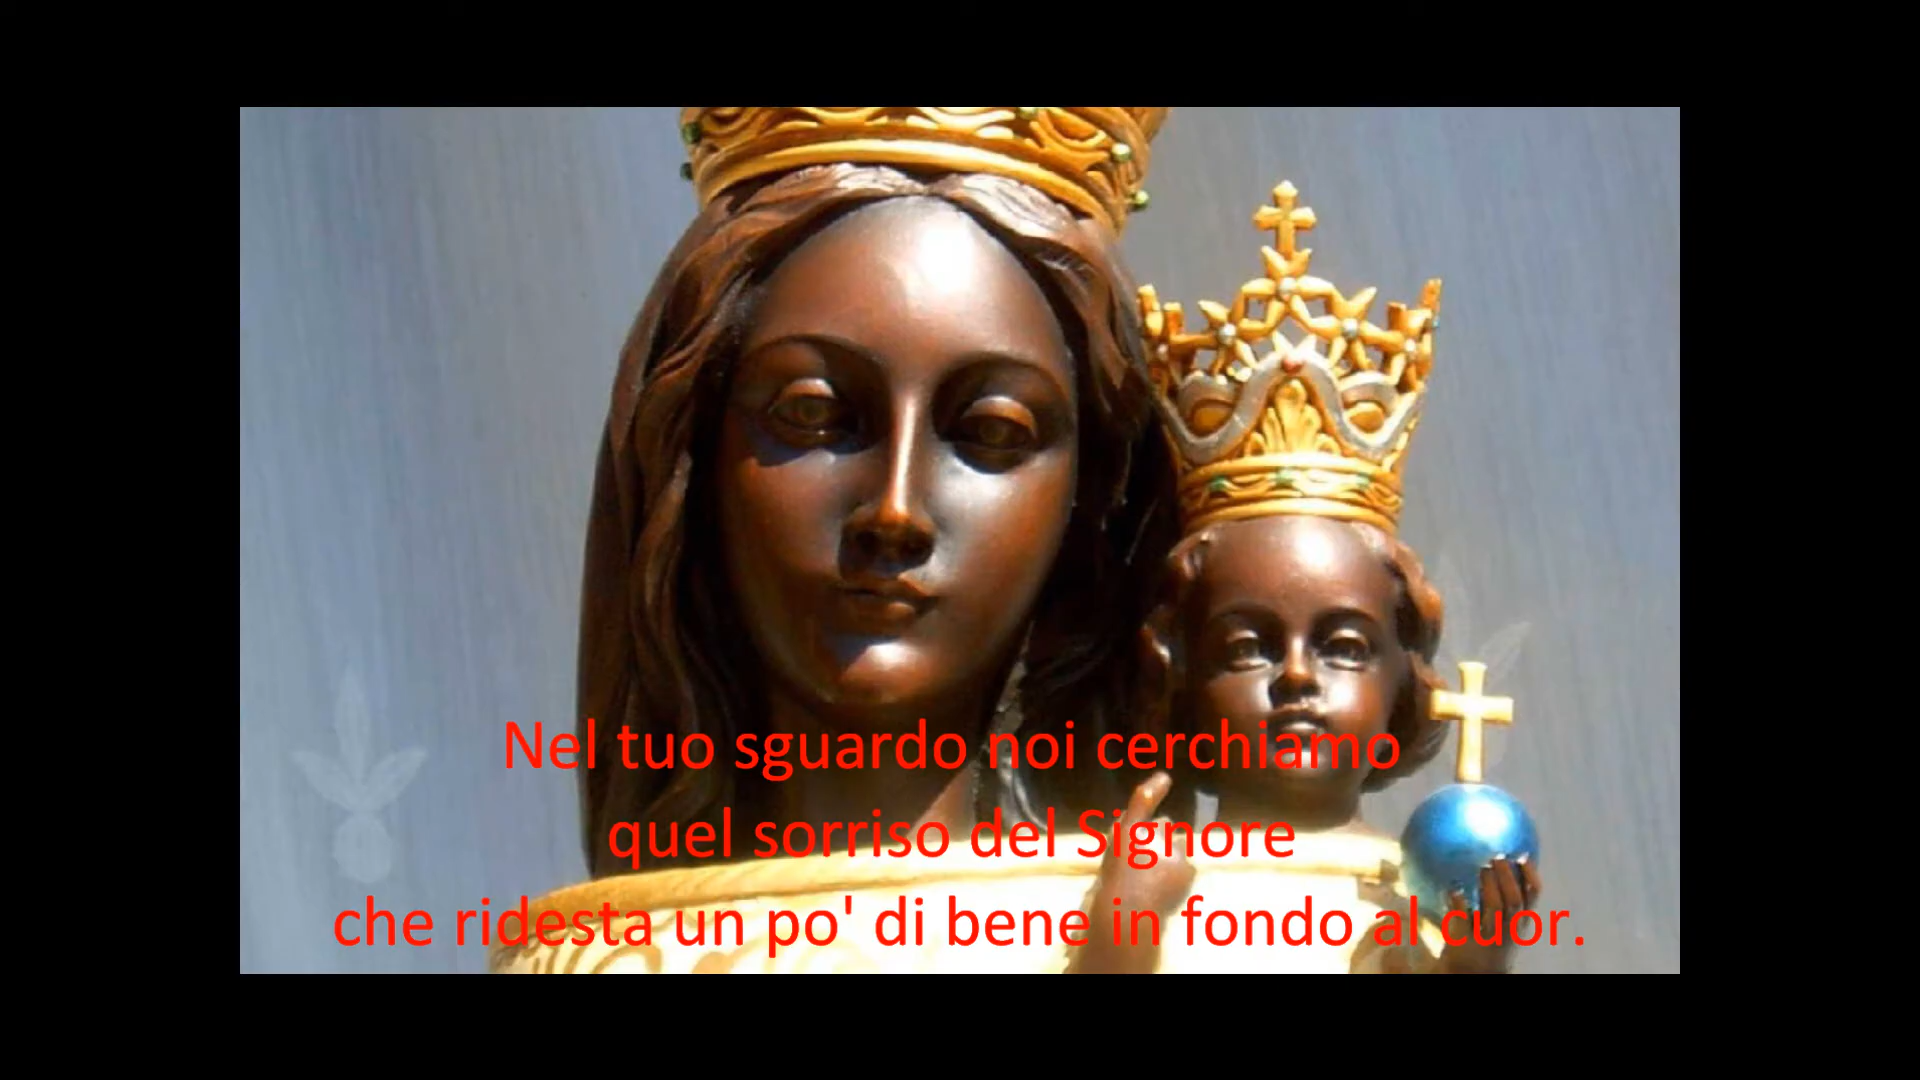 Nel tuo sguardo noi cerchiamo
quel sorriso del Signore
che ridesta un po' di bene in fondo al cuor.